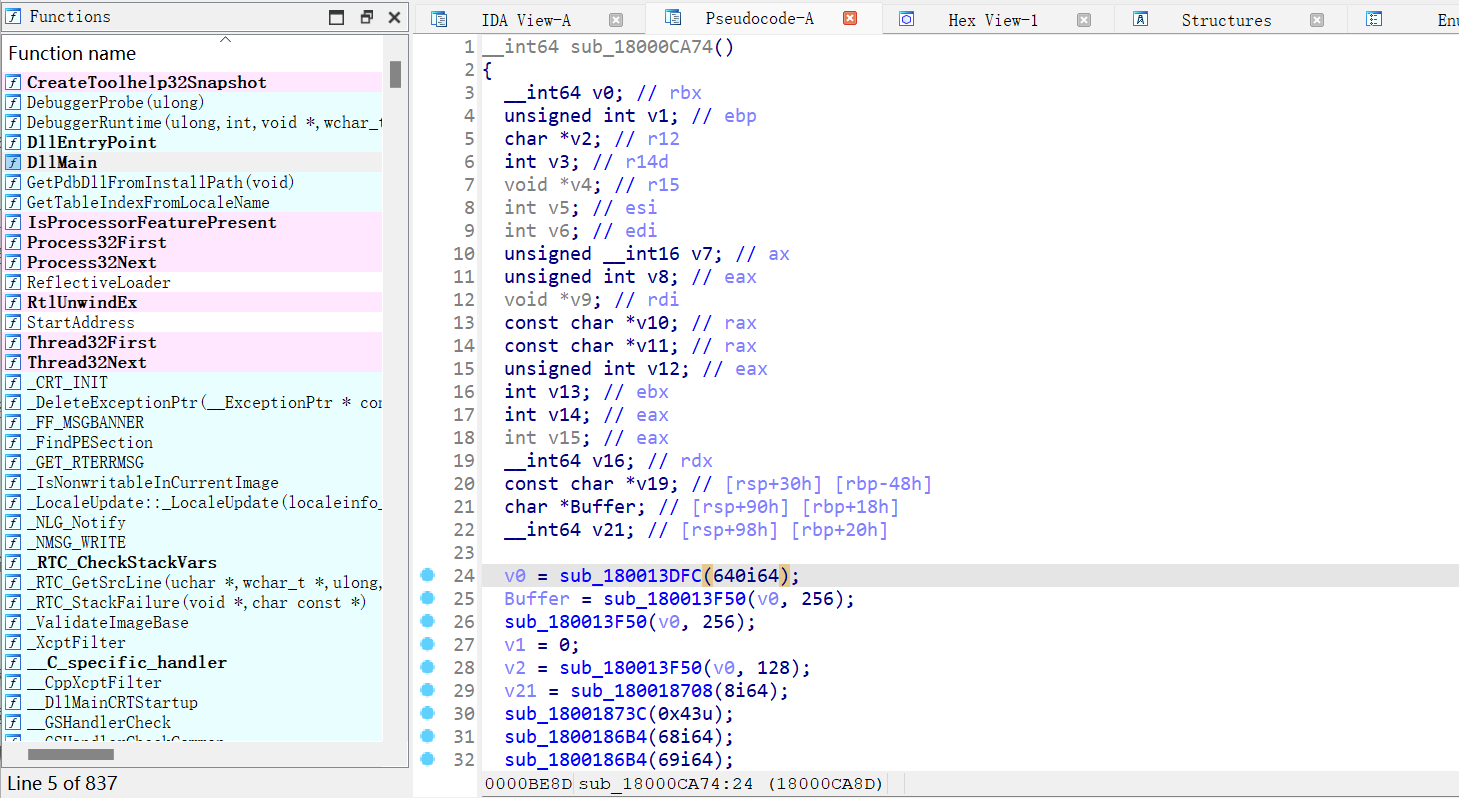 Functions
Function name
CreateToolhelp32Snapshot
DebuggerProbe(ulong)
DebuggerRuntime(ulong,int,void *,wchar_t
DllEntryPoint
DllMain
GetPdbDllFromInstallPath(void)
GetTableIndexFromLocaleName
IsProcessorFeaturePresent
Process32First
Process32Next
ReflectiveLoader
RtlUnwindEx
StartAddress
Thread32First
Thread32Next
_CRT_INIT
_DeleteExceptionPtr(__ExceptionPtr * con
_FF_MSGBANNER
_FindPESection
_GET_RTERRMSG
_IsNonwritableInCurrentImage
_LocaleUpdate::_LocaleUpdate(localeinfo_
_NLG_Notify
_NMSG_WRITE
_RTC_CheckStackVars
_RTC_GetSrcLine(uchar *,wchar_t *,ulong,
_RTC_StackFailure(void *,char const *)
_ValidateImageBase
_XcptFilter
__C_specific_handler
__CppXcptFilter
__DllMainCRTStartup
__GSHandlerCheck
Line 5 of 837
IDA View-A Pseudocode-A Hex View-1 Structures Enu
1 __int64 sub_18000CA74()
2 {
3 __int64 v0; // rbx
4 unsigned int v1; // ebp
5 char *v2; // r12
6 int v3; // r14d
7 void *v4; // r15
8 int v5; // esi
9 int v6; // edi
10 unsigned __int16 v7; // ax
11 unsigned int v8; // eax
12 void *v9; // rdi
13 const char *v10; // rax
14 const char *v11; // rax
15 unsigned int v12; // eax
16 int v13; // ebx
17 int v14; // eax
18 int v15; // eax
19 __int64 v16; // rdx
20 const char *v19; // [rsp+30h] [rbp-48h]
21 char *Buffer; // [rsp+90h] [rbp+18h]
22 __int64 v21; // [rsp+98h] [rbp+20h]
23
24 v0 = sub_180013DFC(640i64);
25 Buffer = sub_180013F50(v0, 256);
26 sub_180013F50(v0, 256);
27 v1 = 0;
28 v2 = sub_180013F50(v0, 128);
29 v21 = sub_180018708(8i64);
30 sub_18001873C(0x43u);
31 sub_1800186B4(68i64);
32 sub_1800186B4(69i64);
0000BE8D sub_18000CA74:24 (18000CA8D)